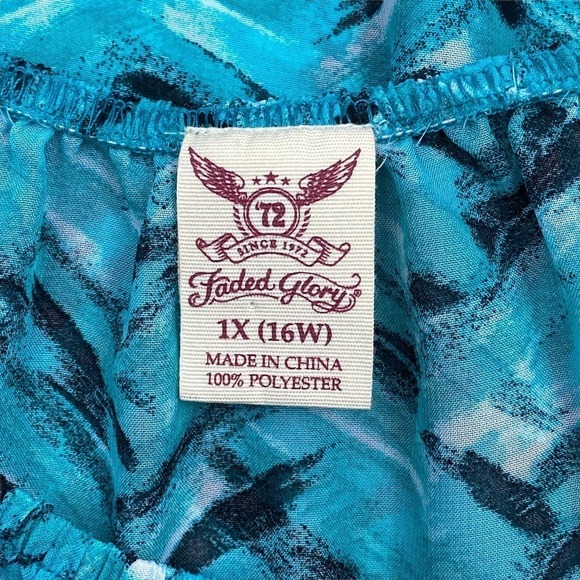 '72
SINCE 1972
Faded Glory®
1X (16W)
MADE IN CHINA
100% POLYESTER